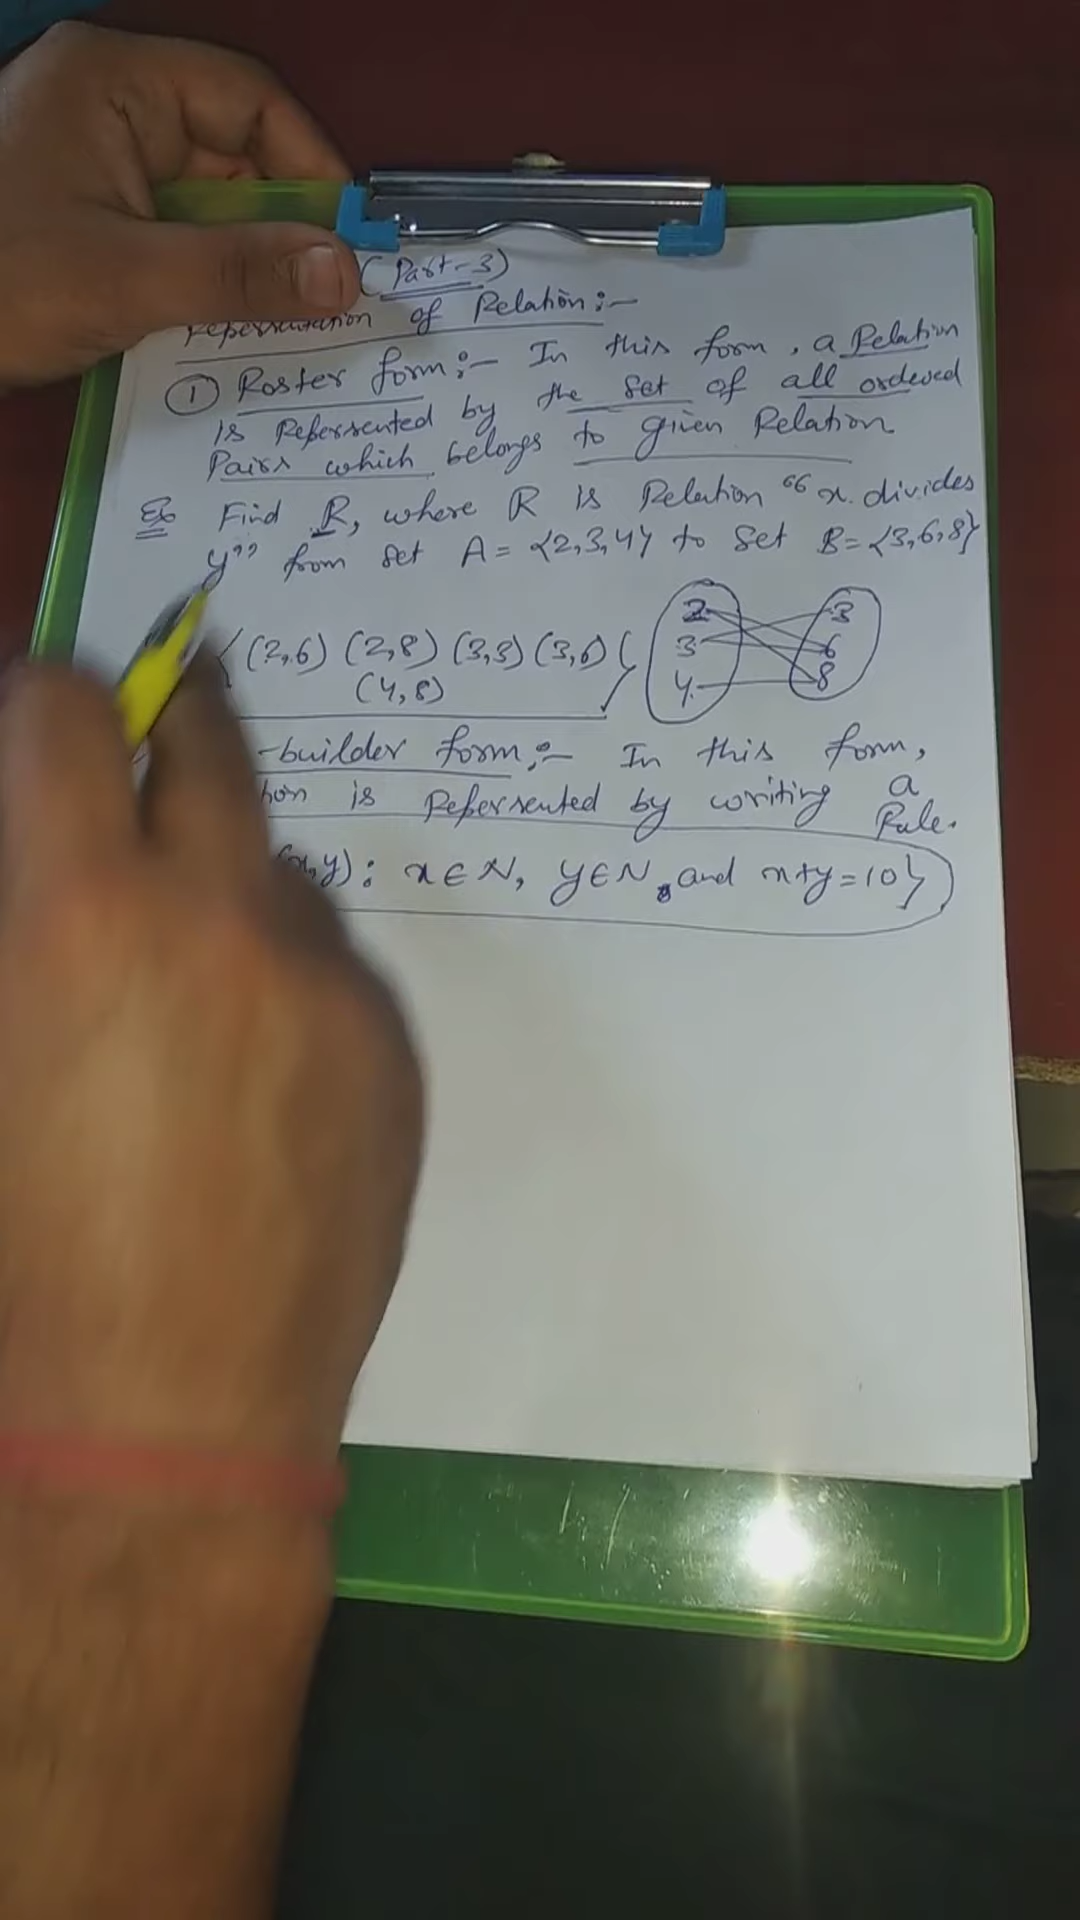 (Part-3)
Repersentation of Relation:-
① Roster form:- In this form, a Relation
is Repersented by the set of all ordered
Pairs which belongs to given Relation
Ex Find R, where R is Relation "x divides
y" from set A = {2,3,4} to set B = {3,6,8}
{(2,6) (2,8) (3,3) (3,6)
(4,8)}
2 3
3 6
4 8
-builder form:- In this form,
is Repersented by writing a
Rule.
(x,y): x∈N, y∈N and x+y=10}